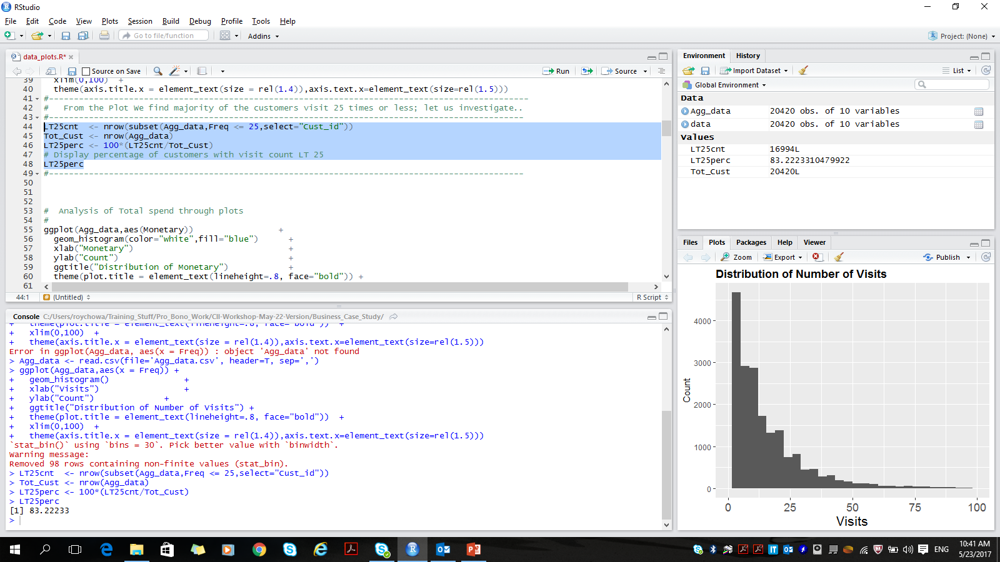 RStudio
File Edit Code View Plots Session Build Debug Profile Tools Help
Go to file/function Addins Project: (None)
data_plots.R*
Source on Save Run Source
39 xlim(0,100) +
40 theme(axis.title.x = element_text(size = rel(1.4)),axis.text.x=element_text(size=rel(1.5)))
41 #------------------------------------------------------------------------------------------------
42 # From the Plot We find majority of the customers visit 25 times or less; let us investigate..
43 #-----------------------------------------------------------------------------------------------
44 LT25cnt <- nrow(subset(Agg_data,Freq <= 25,select="Cust_id"))
45 Tot_Cust <- nrow(Agg_data)
46 LT25perc <- 100*(LT25cnt/Tot_Cust)
47 # Display percentage of customers with visit count LT 25
48 LT25perc
49 #-----------------------------------------------------------------------------------------------
50
51
52
53 # Analysis of Total spend through plots
54 #
55 ggplot(Agg_data,aes(Monetary)) +
56 geom_histogram(color="white",fill="blue") +
57 xlab("Monetary") +
58 ylab("Count") +
59 ggtitle("Distribution of Monetary") +
60 theme(plot.title = element_text(lineheight=.8, face="bold")) +
61
44:1 # (Untitled) R Script
Console C:/Users/roychowa/Training_Stuff/Pro_Bono_Work/CII-Workshop-May-22-Version/Business_Case_Study/
+ theme(plot.title = element_text(lineheight=.8, face="bold")) +
+ xlim(0,100) +
+ theme(axis.title.x = element_text(size = rel(1.4)),axis.text.x=element_text(size=rel(1.5)))
Error in ggplot(Agg_data, aes(x = Freq)) : object 'Agg_data' not found
> Agg_data <- read.csv(file='Agg_data.csv', header=T, sep=',')
> ggplot(Agg_data,aes(x = Freq)) +
+ geom_histogram() +
+ xlab("Visits") +
+ ylab("Count") +
+ ggtitle("Distribution of Number of Visits") +
+ theme(plot.title = element_text(lineheight=.8, face="bold")) +
+ xlim(0,100) +
+ theme(axis.title.x = element_text(size = rel(1.4)),axis.text.x=element_text(size=rel(1.5)))
`stat_bin()` using `bins = 30`. Pick better value with `binwidth`.
Warning message:
Removed 98 rows containing non-finite values (stat_bin).
> LT25cnt <- nrow(subset(Agg_data,Freq <= 25,select="Cust_id"))
> Tot_Cust <- nrow(Agg_data)
> LT25perc <- 100*(LT25cnt/Tot_Cust)
> LT25perc
[1] 83.22233
>
Environment History
Import Dataset List
Global Environment
Data
Agg_data 20420 obs. of 10 variables
data 20420 obs. of 10 variables
Values
LT25cnt 16994L
LT25perc 83.2223310479922
Tot_Cust 20420L
Files Plots Packages Help Viewer
Zoom Export Publish
Distribution of Number of Visits
4000
3000
2000
1000
0
Count
0 25 50 75 100
Visits
ENG
10:41 AM
5/23/2017